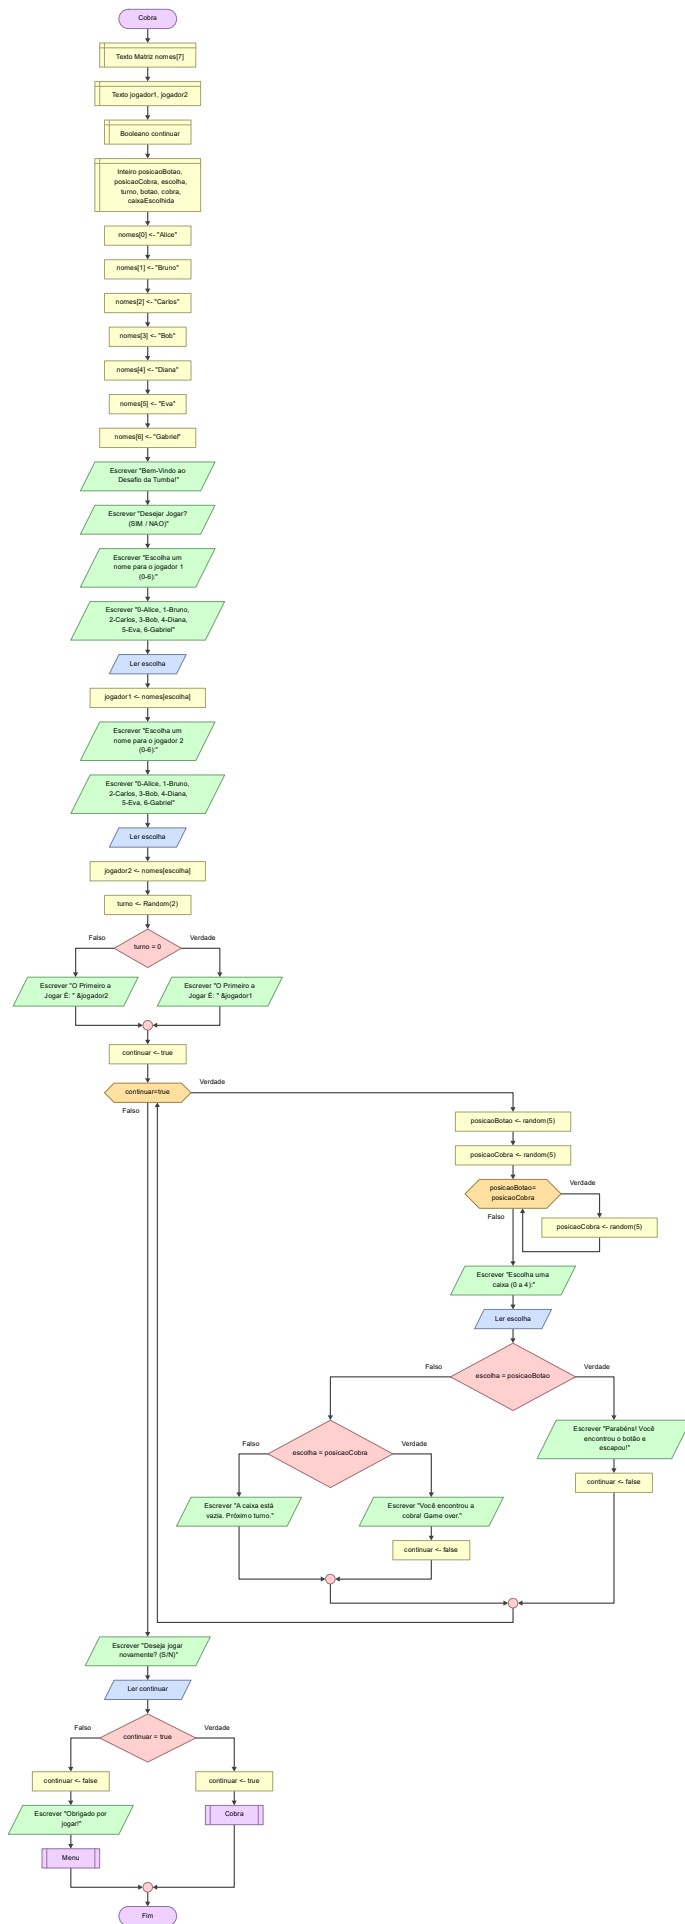 Cobra
Texto Matriz nomes[7]
Texto jogador1, jogador2
Booleano continuar
Inteiro posicaoBotao,
posicaoCobra, escolha,
turno, botao, cobra,
caixaEscolhida
nomes[0] <- "Alice"
nomes[1] <- "Bruno"
nomes[2] <- "Carlos"
nomes[3] <- "Bob"
nomes[4] <- "Diana"
nomes[5] <- "Eva"
nomes[6] <- "Gabriel"
Escrever "Bem-Vindo ao
Desafio da Tumba!"
Escrever "Desejar Jogar?
(SIM / NAO)"
Escrever "Escolha um
nome para o jogador 1
(0-6):"
Escrever "0-Alice, 1-Bruno,
2-Carlos, 3-Bob, 4-Diana,
5-Eva, 6-Gabriel"
Ler escolha
jogador1 <- nomes[escolha]
Escrever "Escolha um
nome para o jogador 2
(0-6):"
Escrever "0-Alice, 1-Bruno,
2-Carlos, 3-Bob, 4-Diana,
5-Eva, 6-Gabriel"
Ler escolha
jogador2 <- nomes[escolha]
turno <- Random(2)
Falso
Verdade
turno = 0
Escrever "O Primeiro a
Jogar É: " &jogador2
Escrever "O Primeiro a
Jogar É: " &jogador1
continuar <- true
Verdade
continuar=true
Falso
posicaoBotao <- random(5)
posicaoCobra <- random(5)
posicaoBotao=
posicaoCobra
Verdade
Falso
posicaoCobra <- random(5)
Escrever "Escolha uma
caixa (0 a 4):"
Ler escolha
Falso
Verdade
escolha = posicaoBotao
Escrever "Parabéns! Você
encontrou o botão e
escapou!"
continuar <- false
Falso
Verdade
escolha = posicaoCobra
Escrever "A caixa está
vazia. Próximo turno."
Escrever "Você encontrou a
cobra! Game over."
continuar <- false
Escrever "Deseja jogar
novamente? (S/N)"
Ler continuar
Falso
Verdade
continuar = true
continuar <- false
continuar <- true
Escrever "Obrigado por
jogar!"
Cobra
Menu
Fim